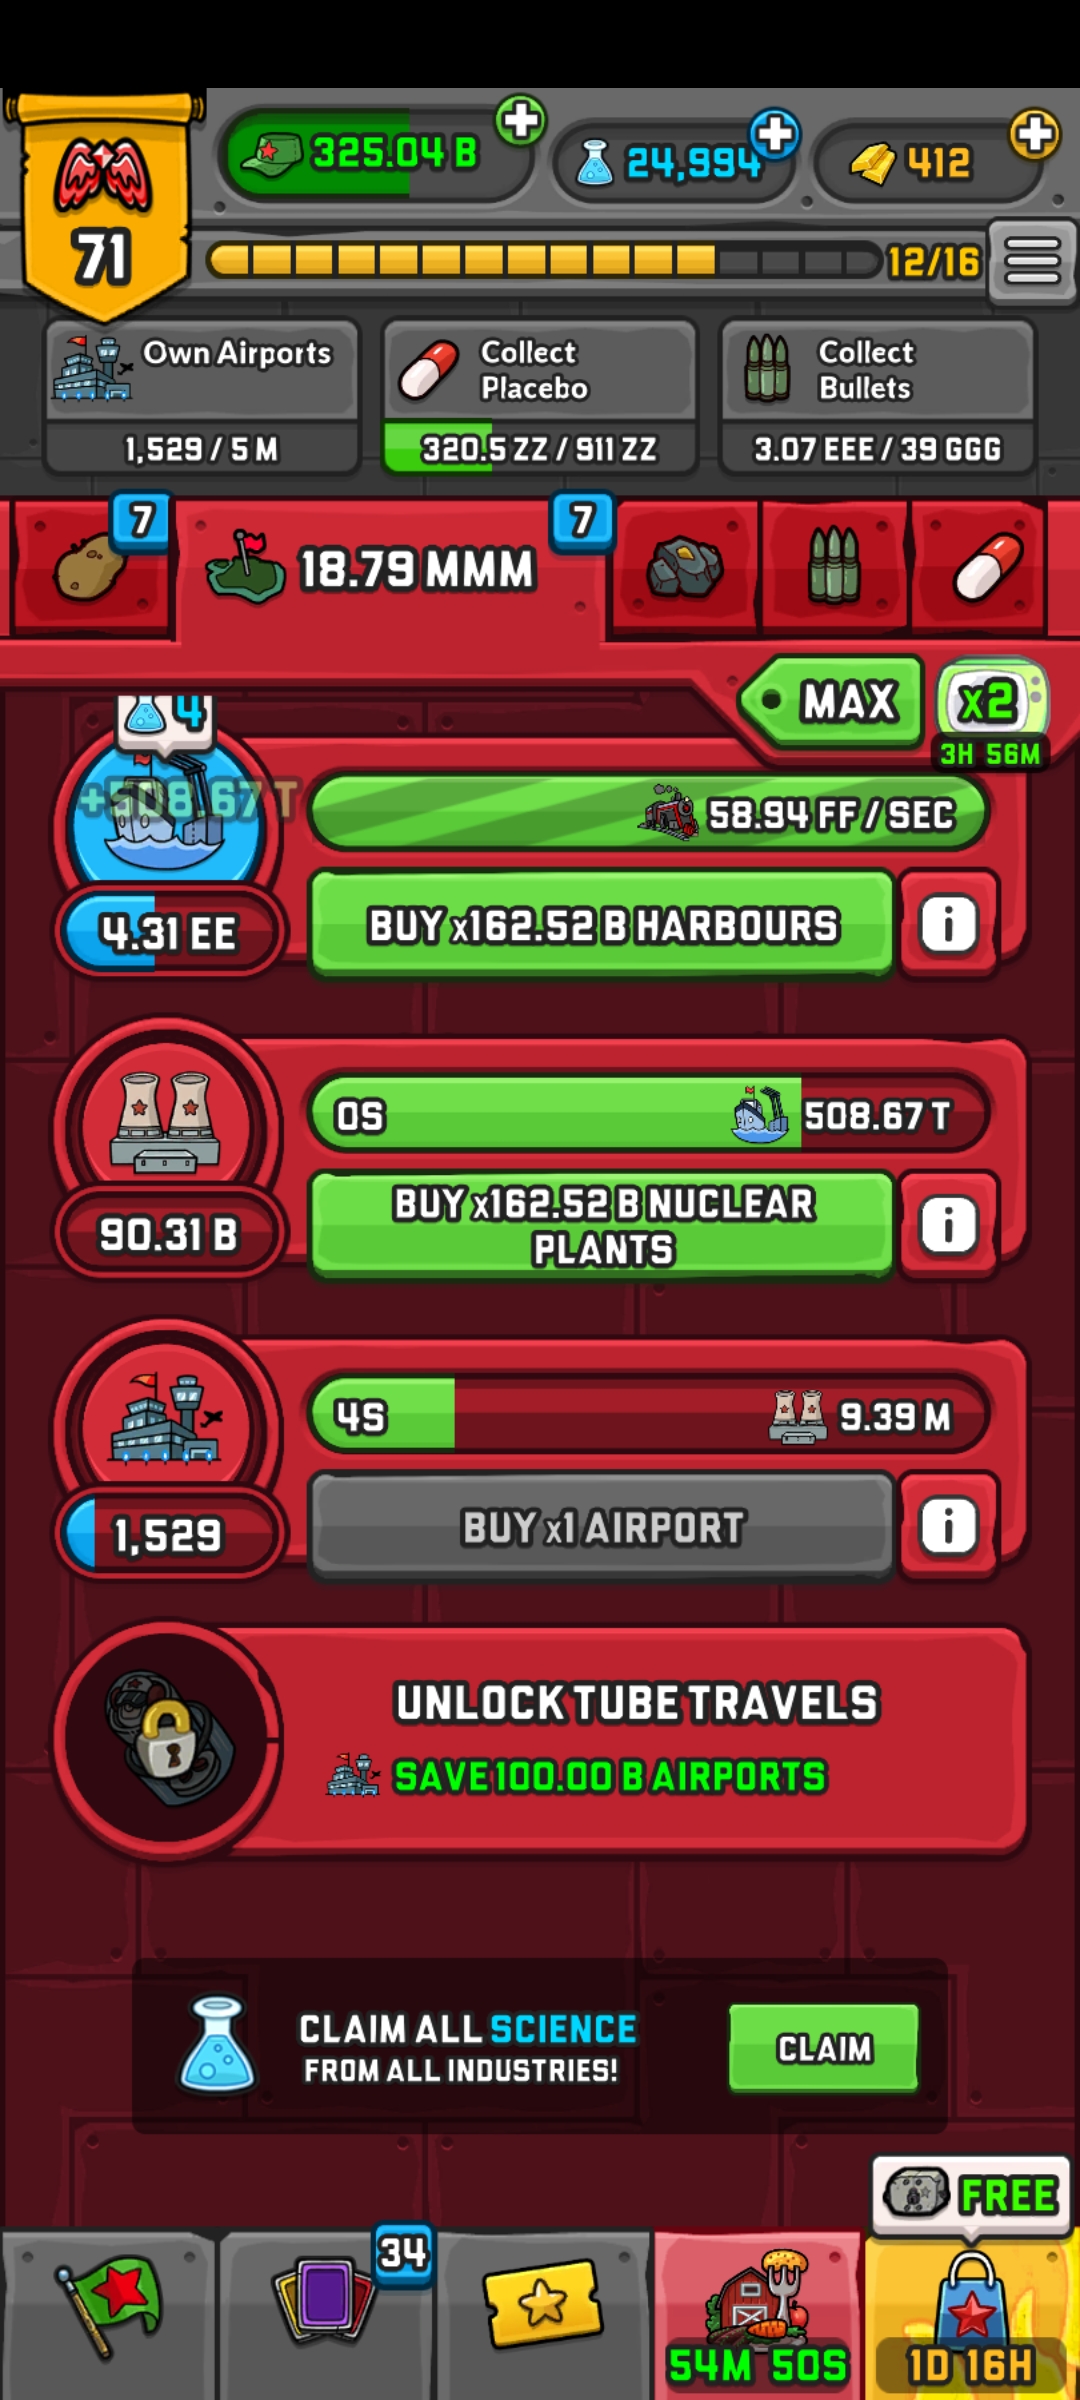 325.04 B
24,994
412
71
12/16
Own Airports
1,529 / 5 M
Collect
Placebo
320.5 ZZ / 911 ZZ
Collect
Bullets
3.07 EEE / 39 GGG
7
18.79 MMM
7
MAX
x2
3H 56M
4
+508.67 T
58.94 FF / SEC
4.31 EE
BUY x162.52 B HARBOURS
i
0S
508.67 T
90.31 B
BUY x162.52 B NUCLEAR
PLANTS
i
4S
9.39 M
1,529
BUY x1 AIRPORT
i
UNLOCK TUBE TRAVELS
SAVE 100.00 B AIRPORTS
CLAIM ALL SCIENCE
FROM ALL INDUSTRIES!
CLAIM
FREE
34
54M 50S
1D 16H